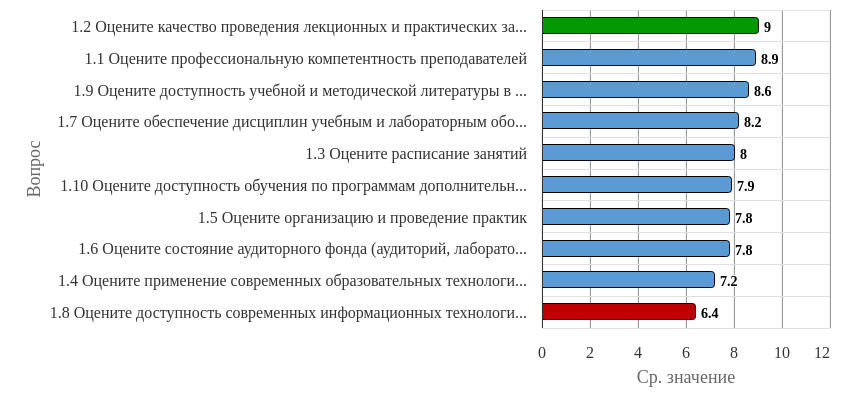 1.2 Оцените качество проведения лекционных и практических за... 9
1.1 Оцените профессиональную компетентность преподавателей 8.9
1.9 Оцените доступность учебной и методической литературы в ... 8.6
1.7 Оцените обеспечение дисциплин учебным и лабораторным обо... 8.2
1.3 Оцените расписание занятий 8
1.10 Оцените доступность обучения по программам дополнительн... 7.9
1.5 Оцените организацию и проведение практик 7.8
1.6 Оцените состояние аудиторного фонда (аудиторий, лаборато... 7.8
1.4 Оцените применение современных образовательных технологи... 7.2
1.8 Оцените доступность современных информационных технологи... 6.4
Вопрос
0 2 4 6 8 10 12
Ср. значение